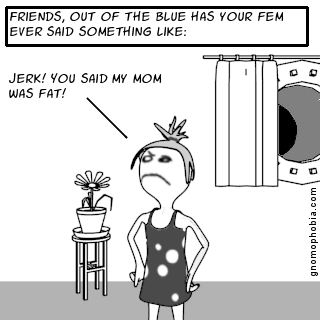 FRIENDS, OUT OF THE BLUE HAS YOUR FEM
EVER SAID SOMETHING LIKE:
JERK! YOU SAID MY MOM
WAS FAT!
gnomophobia.com